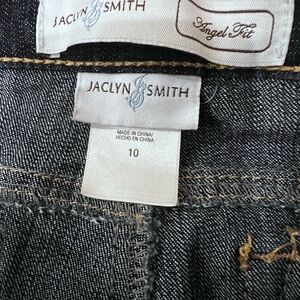 JACLYN SMITH
Angel Fit
JACLYN SMITH
MADE IN CHINA/
HECHO EN CHINA
10